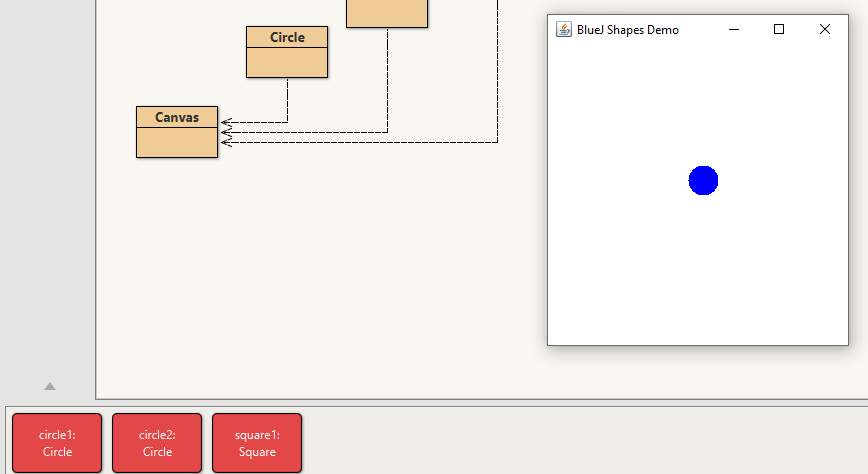 Circle
Canvas
BlueJ Shapes Demo
circle1:
Circle
circle2:
Circle
square1:
Square